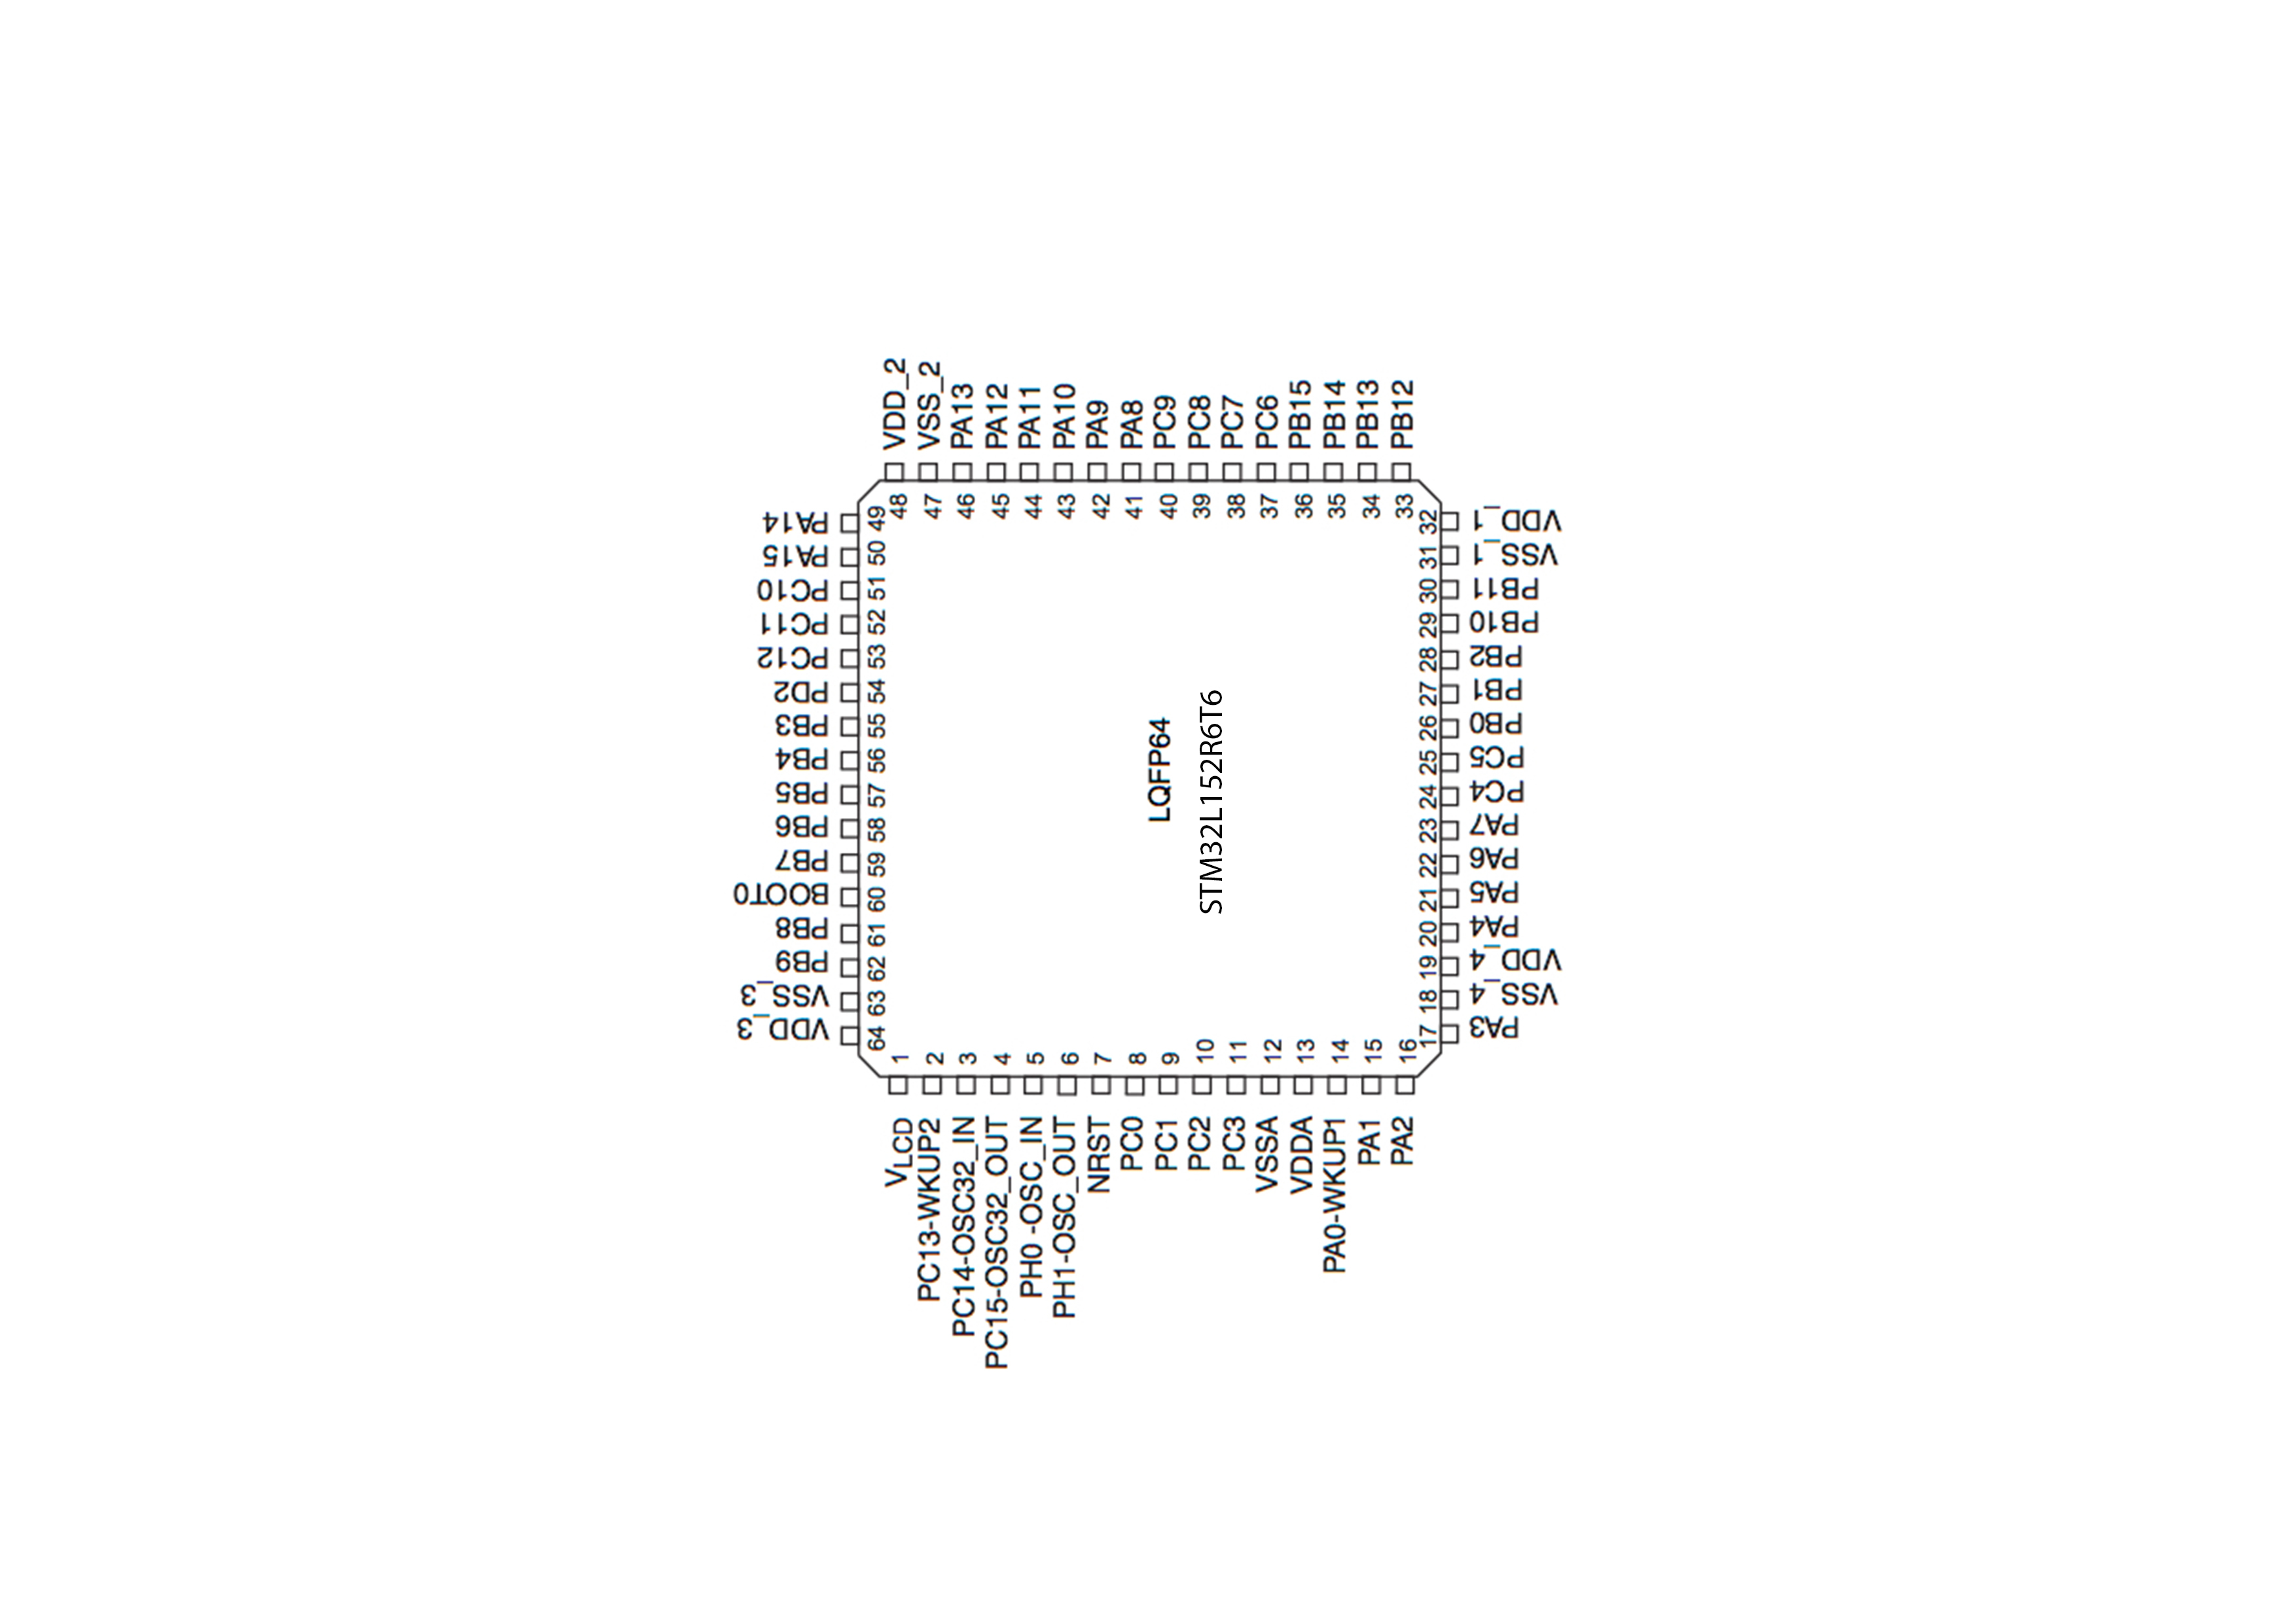 VDD_2
VSS_2
PA13
PA12
PA11
PA10
PA9
PA8
PC9
PC8
PC7
PC6
PB15
PB14
PB13
PB12
48
47
46
45
44
43
42
41
40
39
38
37
36
35
34
33
PA14 49
PA15 50
PC10 51
PC11 52
PC12 53
PD2 54
PB3 55
PB4 56
PB5 57
PB6 58
PB7 59
BOOT0 60
PB8 61
PB9 62
VSS_3 63
VDD_3 64
LQFP64
STM32L152R6T6
32 VDD_1
31 VSS_1
30 PB11
29 PB10
28 PB2
27 PB1
26 PB0
25 PC5
24 PC4
23 PA7
22 PA6
21 PA5
20 PA4
19 VDD_4
18 VSS_4
17 PA3
1
2
3
4
5
6
7
8
9
10
11
12
13
14
15
16
VLCD
PC13-WKUP2
PC14-OSC32_IN
PC15-OSC32_OUT
PH0 -OSC_IN
PH1-OSC_OUT
NRST
PC0
PC1
PC2
PC3
VSSA
VDDA
PA0-WKUP1
PA1
PA2